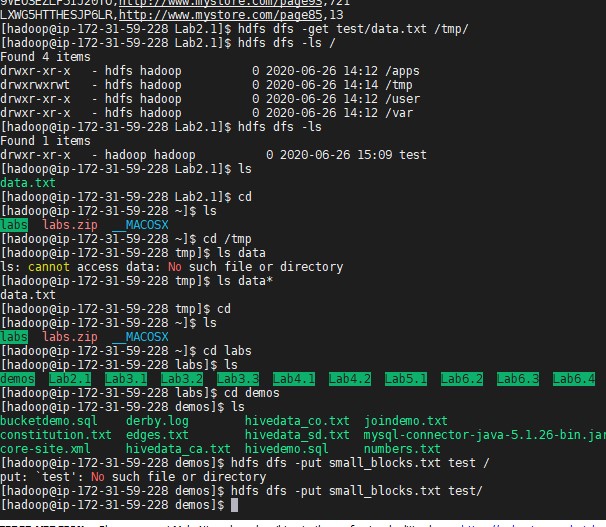 9VEUSEZLF5IJ20TU,http://www.mystore.com/page93,721
LXWG5HTTHESJP6LR,http://www.mystore.com/page85,13
[hadoop@ip-172-31-59-228 Lab2.1]$ hdfs dfs -get test/data.txt /tmp/
[hadoop@ip-172-31-59-228 Lab2.1]$ hdfs dfs -ls /
Found 4 items
drwxr-xr-x - hdfs hadoop 0 2020-06-26 14:12 /apps
drwxrwxrwt - hdfs hadoop 0 2020-06-26 14:14 /tmp
drwxr-xr-x - hdfs hadoop 0 2020-06-26 14:12 /user
drwxr-xr-x - hdfs hadoop 0 2020-06-26 14:12 /var
[hadoop@ip-172-31-59-228 Lab2.1]$ hdfs dfs -ls
Found 1 items
drwxr-xr-x - hadoop hadoop 0 2020-06-26 15:09 test
[hadoop@ip-172-31-59-228 Lab2.1]$ ls
data.txt
[hadoop@ip-172-31-59-228 Lab2.1]$ cd
[hadoop@ip-172-31-59-228 ~]$ ls
labs labs.zip __MACOSX
[hadoop@ip-172-31-59-228 ~]$ cd /tmp
[hadoop@ip-172-31-59-228 tmp]$ ls data
ls: cannot access data: No such file or directory
[hadoop@ip-172-31-59-228 tmp]$ ls data*
data.txt
[hadoop@ip-172-31-59-228 tmp]$ cd
[hadoop@ip-172-31-59-228 ~]$ ls
labs labs.zip __MACOSX
[hadoop@ip-172-31-59-228 ~]$ cd labs
[hadoop@ip-172-31-59-228 labs]$ ls
demos Lab2.1 Lab3.1 Lab3.2 Lab3.3 Lab4.1 Lab4.2 Lab5.1 Lab6.2 Lab6.3 Lab6.4
[hadoop@ip-172-31-59-228 labs]$ cd demos
[hadoop@ip-172-31-59-228 demos]$ ls
bucketdemo.sql derby.log hivedata_co.txt joindemo.txt
constitution.txt edges.txt hivedata_sd.txt mysql-connector-java-5.1.26-bin.jar
core-site.xml hivedata_ca.txt hivedemo.sql numbers.txt
[hadoop@ip-172-31-59-228 demos]$ hdfs dfs -put small_blocks.txt test /
put: `test': No such file or directory
[hadoop@ip-172-31-59-228 demos]$ hdfs dfs -put small_blocks.txt test/
[hadoop@ip-172-31-59-228 demos]$